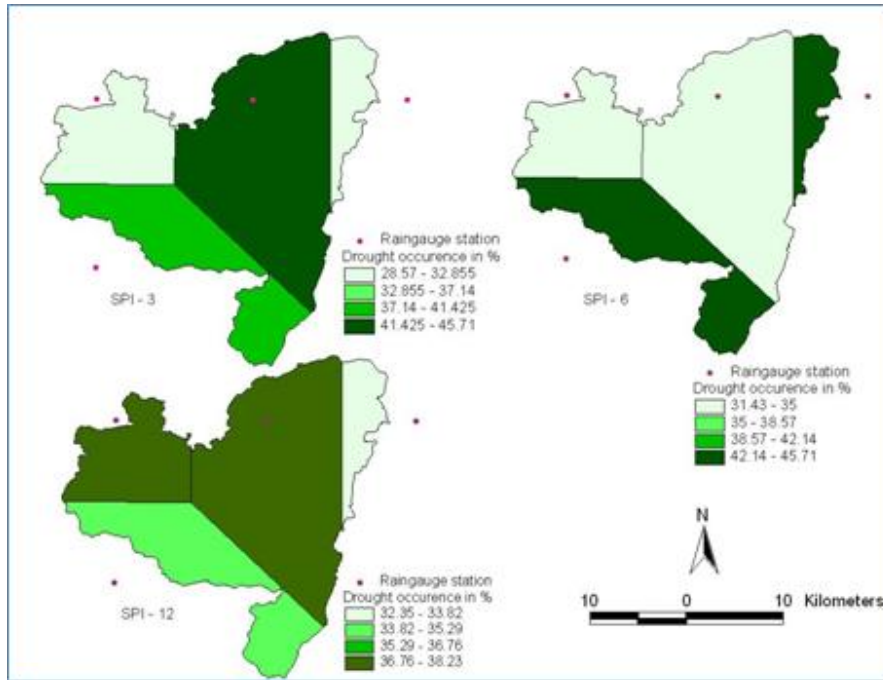 Raingauge station
Drought occurence in %
28.57 - 32.855
32.855 - 37.14
37.14 - 41.425
41.425 - 45.71
SPI - 3
SPI - 6
Raingauge station
Drought occurence in %
31.43 - 35
35 - 38.57
38.57 - 42.14
42.14 - 45.71
Raingauge station
Drought occurence in %
32.35 - 33.82
33.82 - 35.29
35.29 - 36.76
36.76 - 38.23
SPI - 12
N
10 0 10 Kilometers